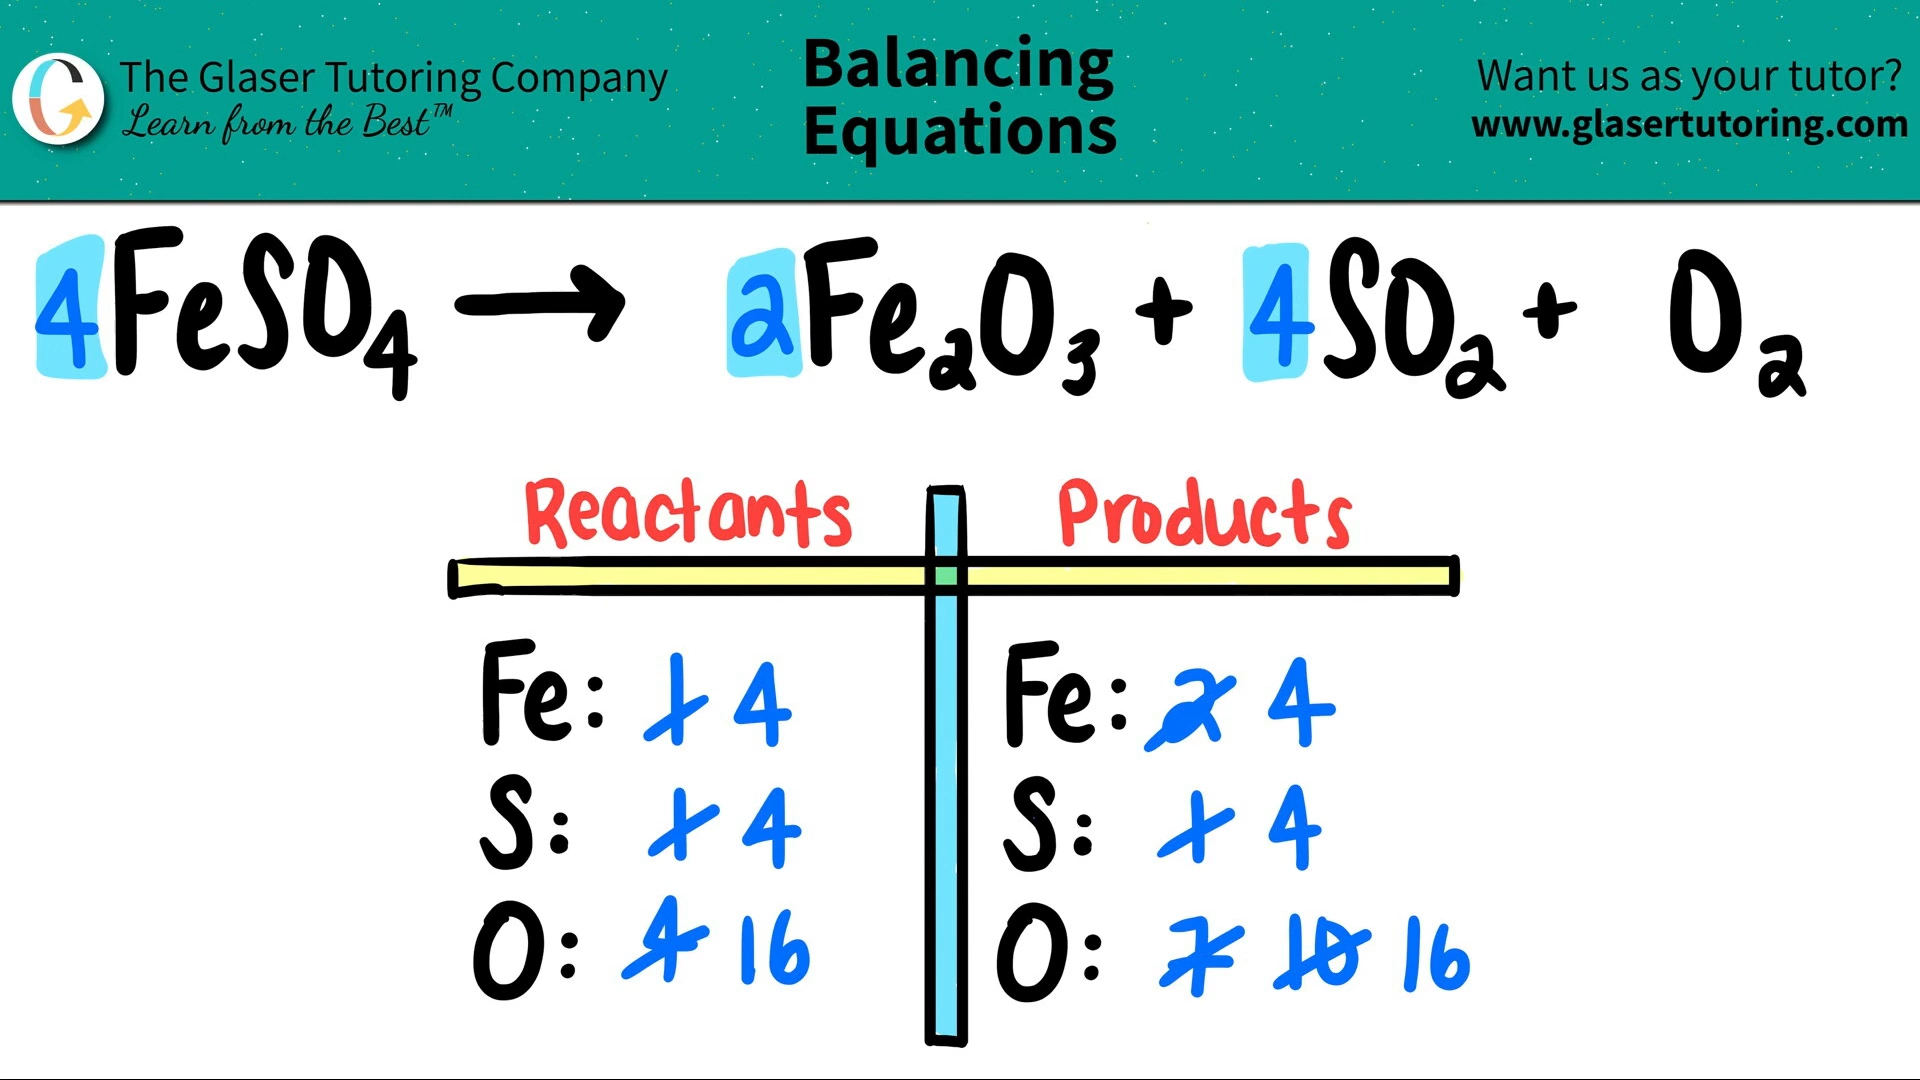 The Glaser Tutoring Company
Learn from the Best™
Balancing
Equations
Want us as your tutor?
www.glasertutoring.com
4FeSO₄ → 2Fe₂O₃ + 4SO₂ + O₂
Reactants Products
Fe: 1 4 Fe: 2 4
S: 1 4 S: 1 4
O: 4 16 O: 7 10 16